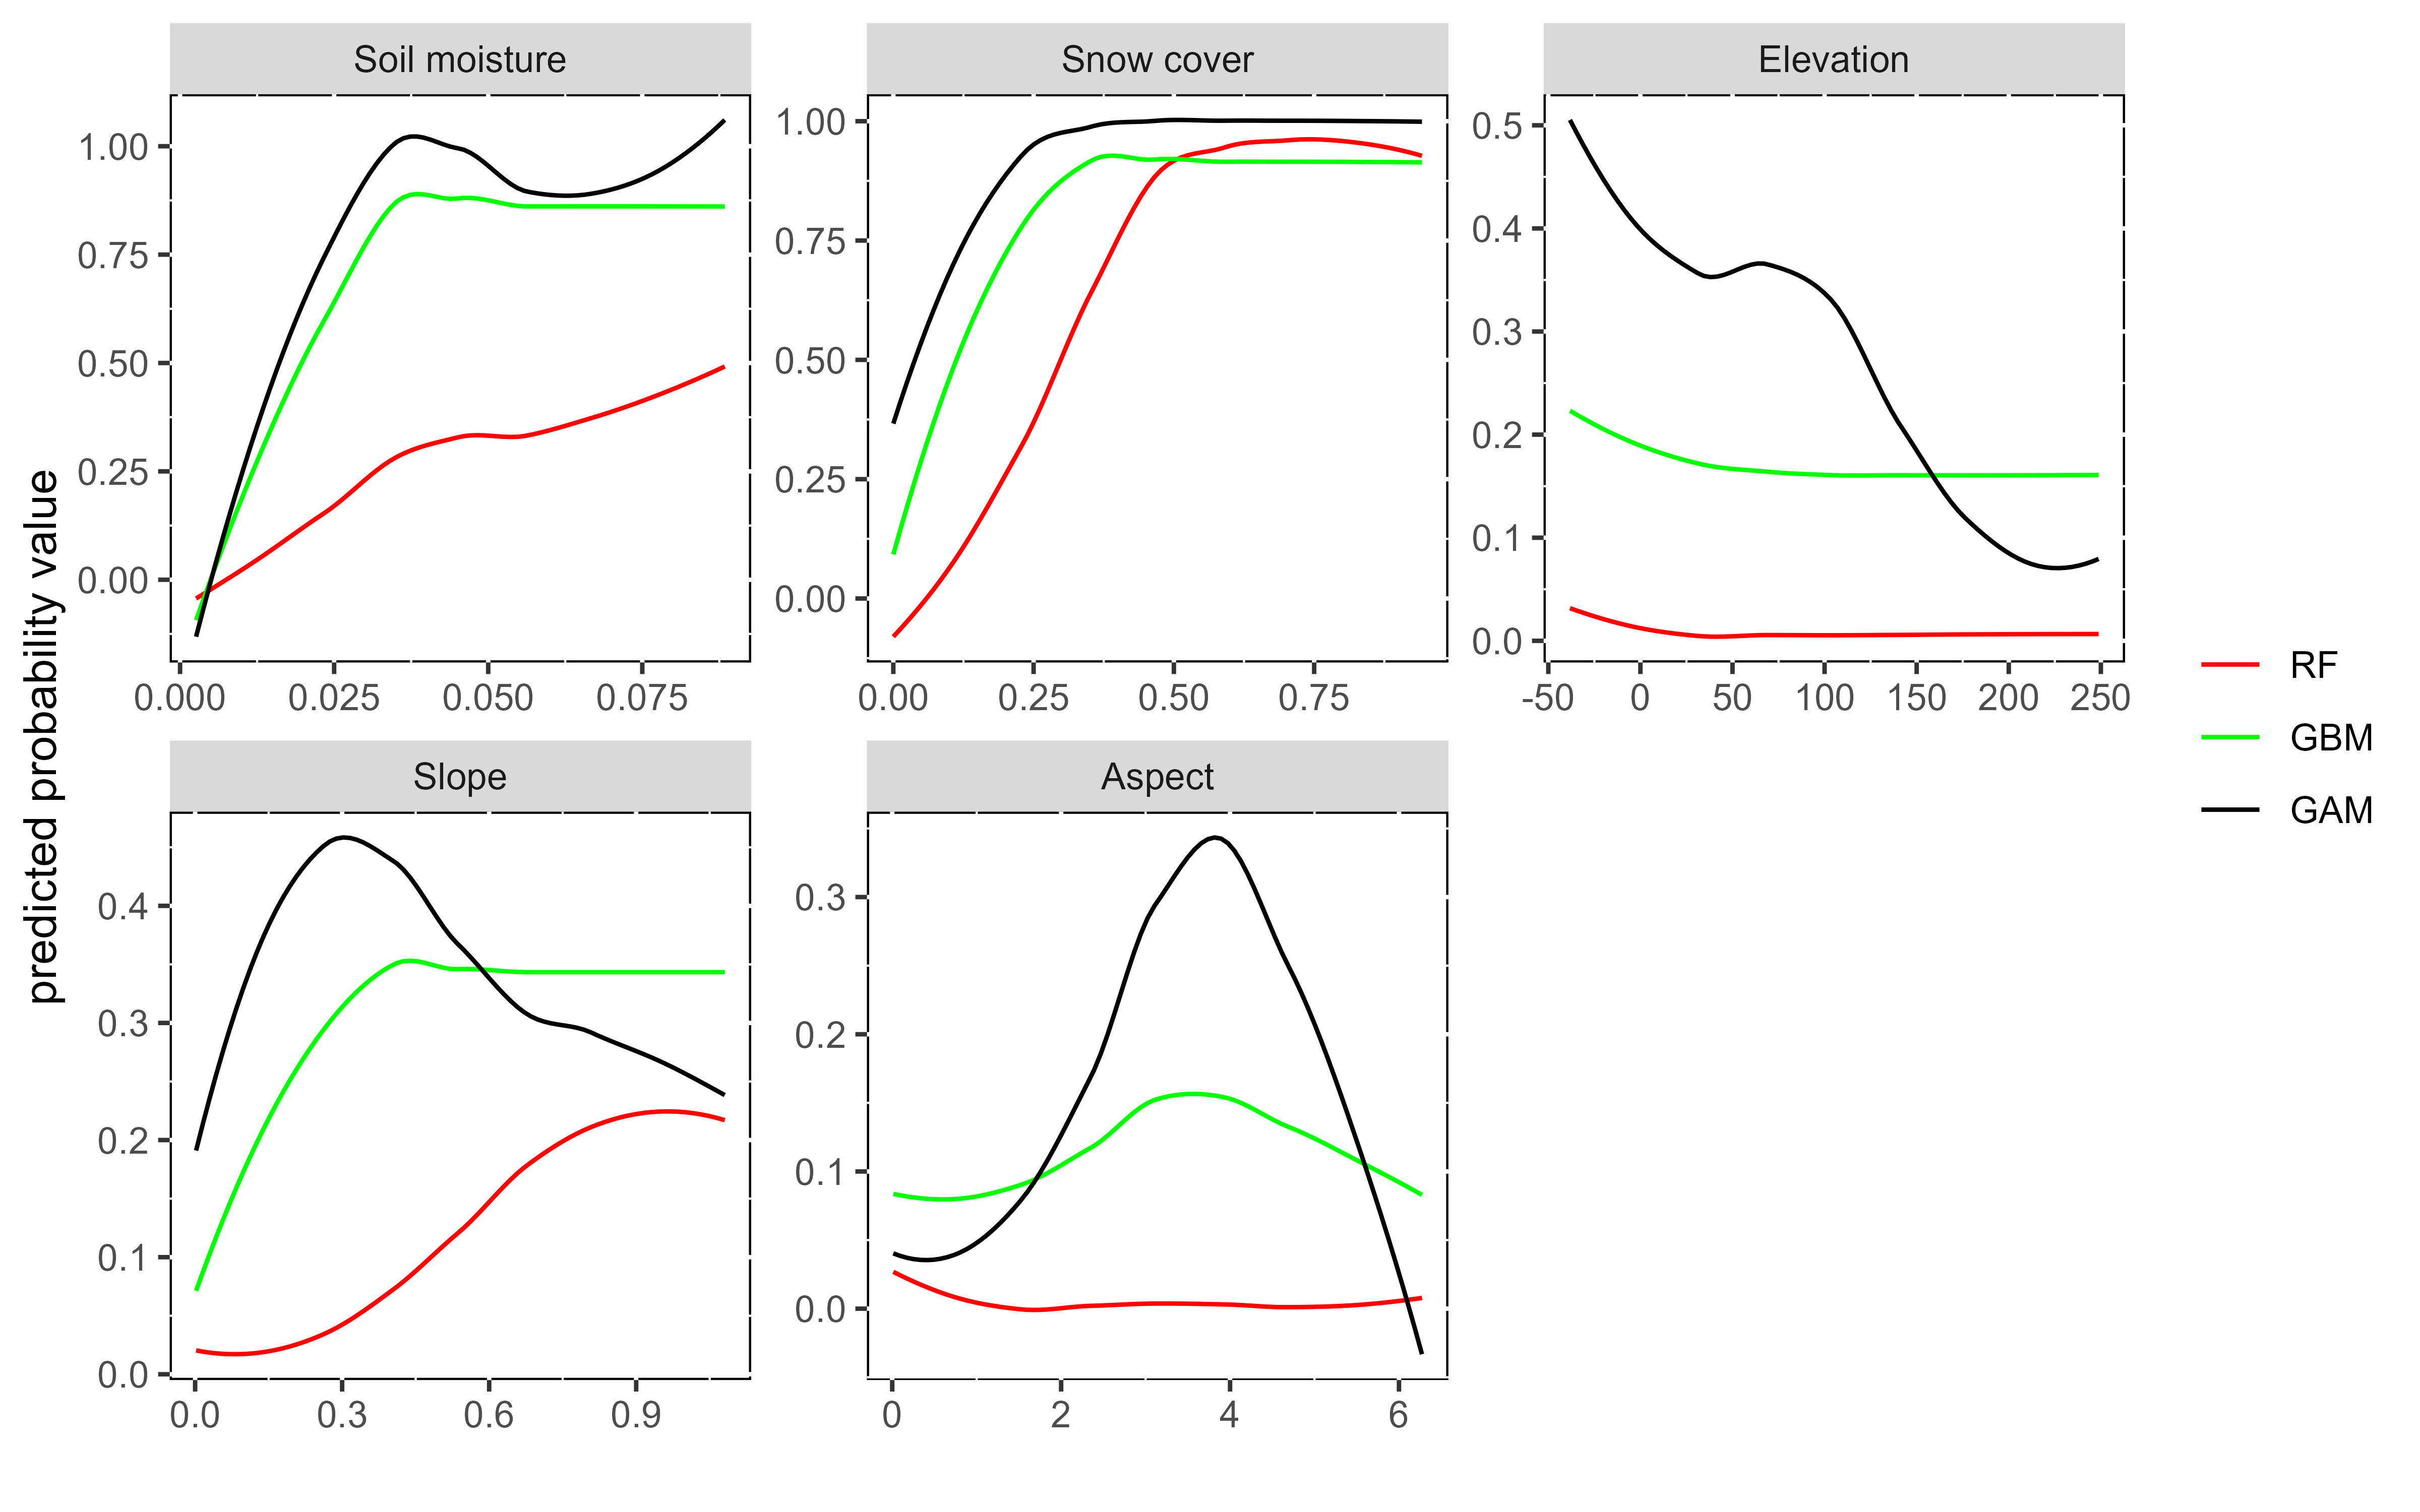 Soil moisture
Snow cover
Elevation
1.00
0.75
0.50
0.25
0.00
0.000 0.025 0.050 0.075
1.00
0.75
0.50
0.25
0.00
0.00 0.25 0.50 0.75
0.5
0.4
0.3
0.2
0.1
0.0
-50 0 50 100 150 200 250
predicted probability value
Slope
Aspect
0.4
0.3
0.2
0.1
0.0
0.0 0.3 0.6 0.9
0.3
0.2
0.1
0.0
0 2 4 6
RF
GBM
GAM